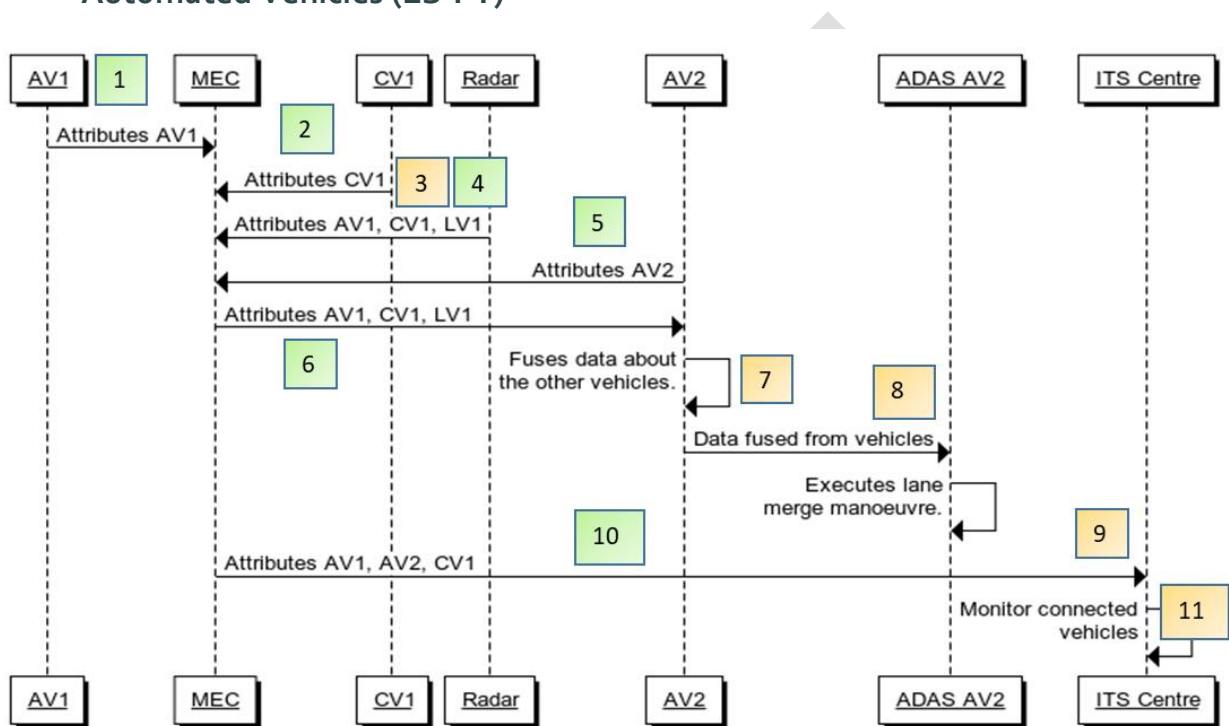 Automated Vehicles (ES-PT)
AV1
1
MEC
CV1
Radar
AV2
ADAS AV2
ITS Centre
Attributes AV1
2
Attributes CV1
3
4
Attributes AV1, CV1, LV1
5
Attributes AV2
Attributes AV1, CV1, LV1
6
Fuses data about
the other vehicles.
7
8
Data fused from vehicles
Executes lane
merge manoeuvre.
10
9
Attributes AV1, AV2, CV1
Monitor connected
vehicles
11
AV1
MEC
CV1
Radar
AV2
ADAS AV2
ITS Centre